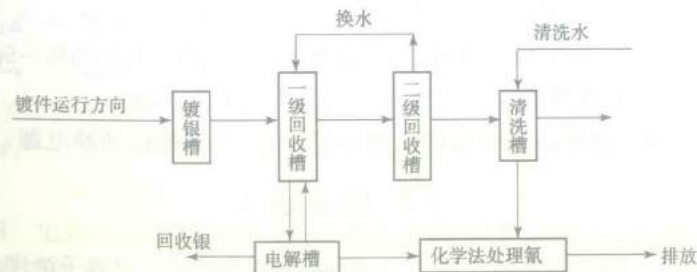 换水
清洗水
镀件运行方向
镀银槽
一级回收槽
二级回收槽
清洗槽
回收银
电解槽
化学法处理氰
排放